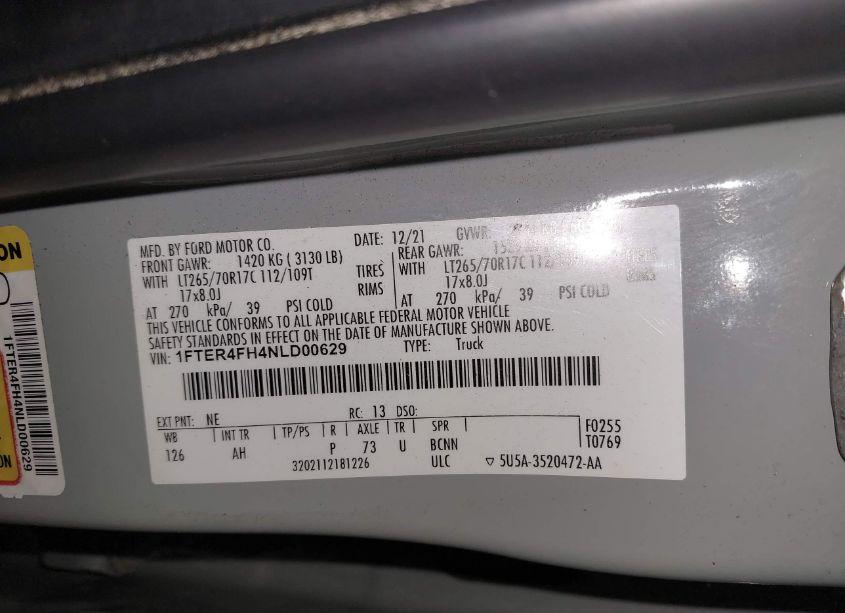 MFD. BY FORD MOTOR CO.
DATE: 12/21 GVWR:
FRONT GAWR: 1420 KG ( 3130 LB)
REAR GAWR:
WITH LT265/70R17C 112/109T TIRES
WITH LT265/70R17C 112/
17x8.0J RIMS
17x8.0J
AT 270 kPa/ 39 PSI COLD
AT 270 kPa/ 39 PSI COLD
THIS VEHICLE CONFORMS TO ALL APPLICABLE FEDERAL MOTOR VEHICLE
SAFETY STANDARDS IN EFFECT ON THE DATE OF MANUFACTURE SHOWN ABOVE.
VIN: 1FTER4FH4NLD00629 TYPE: Truck
EXT PNT: NE RC: 13 DSO:
WB INT TR TP/PS R AXLE TR SPR F0255
126 AH P 73 U BCNN T0769
3202112181226 ULC ▽ 5U5A-3520472-AA
ON
1FTER4FH4NLD00629